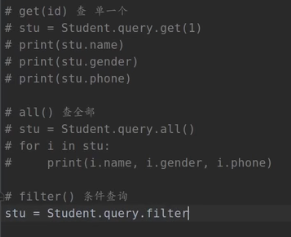 # get(id) 查 单一个
# stu = Student.query.get(1)
# print(stu.name)
# print(stu.gender)
# print(stu.phone)
# all() 查全部
# stu = Student.query.all()
# for i in stu:
#     print(i.name, i.gender, i.phone)
# filter() 条件查询
stu = Student.query.filter